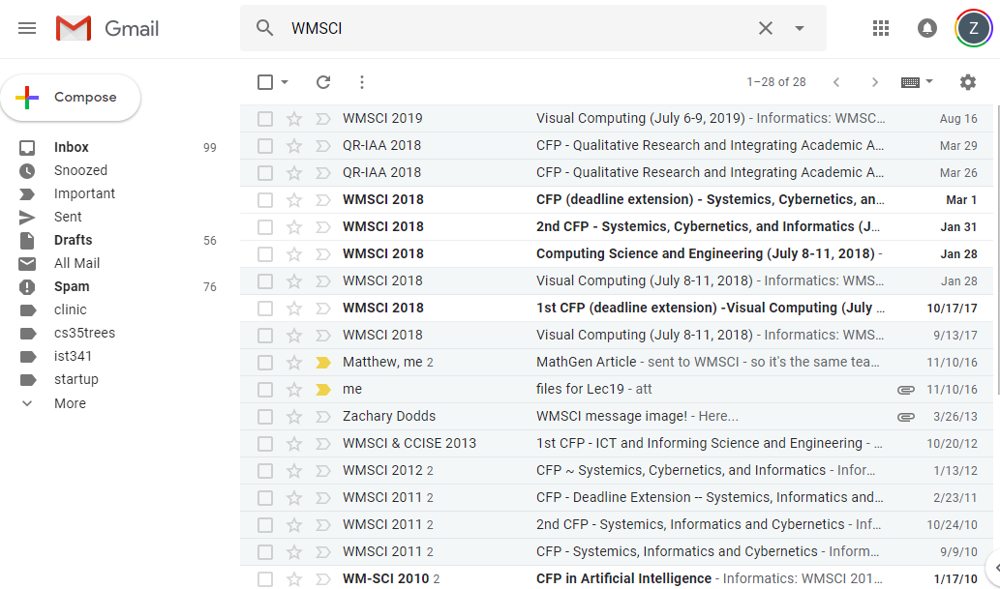 Gmail
WMSCI
Z
Compose
1–28 of 28
Inbox 99
Snoozed
Important
Sent
Drafts 56
All Mail
Spam 76
clinic
cs35trees
ist341
startup
More
WMSCI 2019 Visual Computing (July 6-9, 2019) - Informatics: WMSC... Aug 16
QR-IAA 2018 CFP - Qualitative Research and Integrating Academic A... Mar 29
QR-IAA 2018 CFP - Qualitative Research and Integrating Academic A... Mar 26
WMSCI 2018 CFP (deadline extension) - Systemics, Cybernetics, an... Mar 1
WMSCI 2018 2nd CFP - Systemics, Cybernetics, and Informatics (J... Jan 31
WMSCI 2018 Computing Science and Engineering (July 8-11, 2018) - Jan 28
WMSCI 2018 Visual Computing (July 8-11, 2018) - Informatics: WMS... Jan 28
WMSCI 2018 1st CFP (deadline extension) -Visual Computing (July ... 10/17/17
WMSCI 2018 Visual Computing (July 8-11, 2018) - Informatics: WMS... 9/13/17
Matthew, me 2 MathGen Article - sent to WMSCI - so it's the same tea... 11/10/16
me files for Lec19 - att 11/10/16
Zachary Dodds WMSCI message image! - Here... 3/26/13
WMSCI & CCISE 2013 1st CFP - ICT and Informing Science and Engineering - ... 10/20/12
WMSCI 2012 2 CFP ~ Systemics, Cybernetics, and Informatics - Infor... 1/13/12
WMSCI 2011 2 CFP - Deadline Extension -- Systemics, Informatics and... 2/23/11
WMSCI 2011 2 2nd CFP - Systemics, Informatics and Cybernetics - Inf... 10/24/10
WMSCI 2011 2 CFP - Systemics, Informatics and Cybernetics - Inform... 9/9/10
WM-SCI 2010 2 CFP in Artificial Intelligence - Informatics: WMSCI 201... 1/17/10